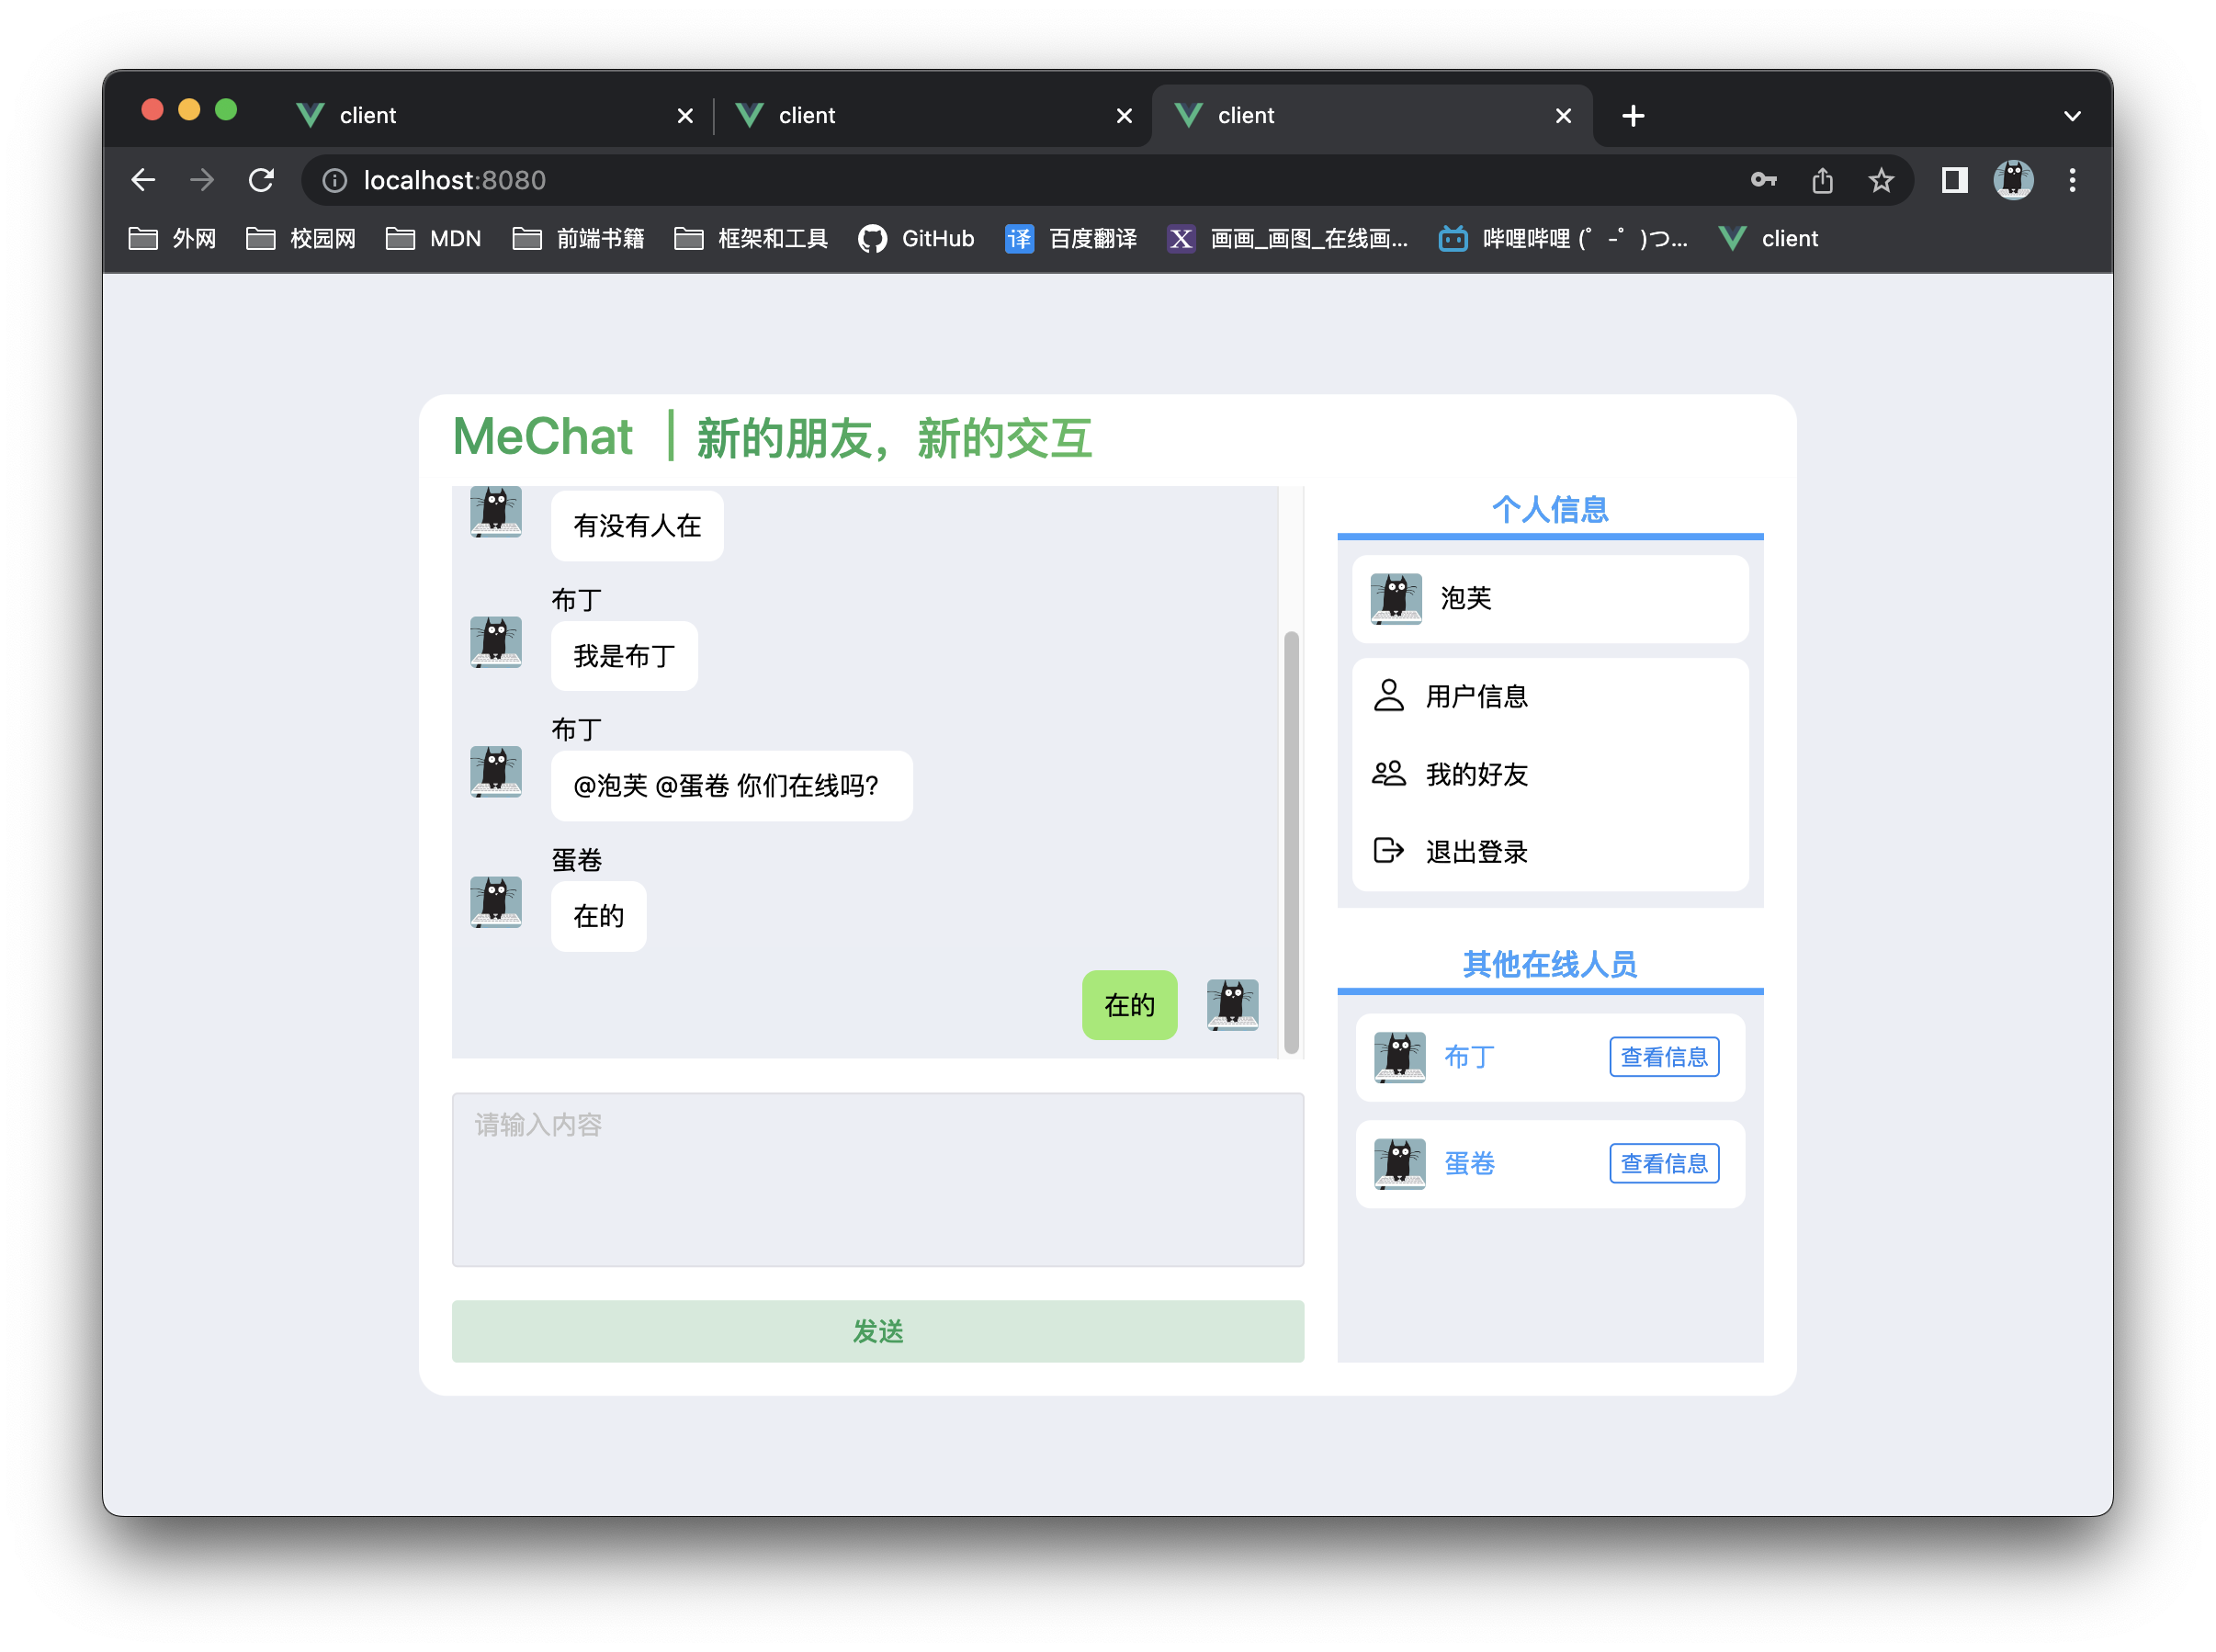 client
client
client
localhost:8080
外网
校园网
MDN
前端书籍
框架和工具
GitHub
译 百度翻译
X 画画_画图_在线画...
哔哩哔哩 (゜-゜)つ...
client
MeChat | 新的朋友，新的交互
有没有人在
布丁
我是布丁
布丁
@泡芙 @蛋卷 你们在线吗？
蛋卷
在的
在的
请输入内容
发送
个人信息
泡芙
用户信息
我的好友
退出登录
其他在线人员
布丁 查看信息
蛋卷 查看信息